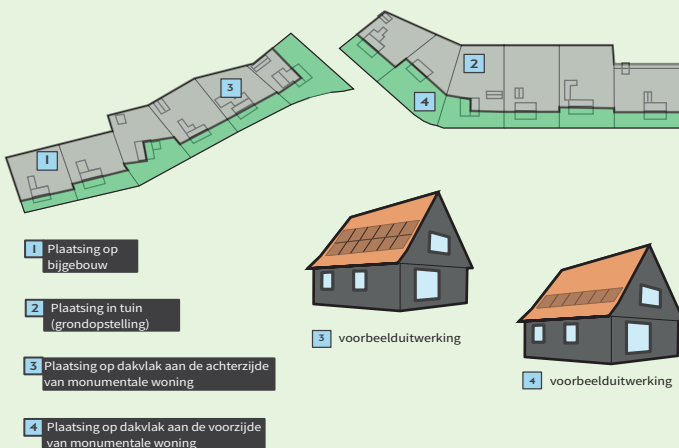 3
2
4
1
1 Plaatsing op
bijgebouw
2 Plaatsing in tuin
(grondopstelling)
3 Plaatsing op dakvlak aan de achterzijde
van monumentale woning
4 Plaatsing op dakvlak aan de voorzijde
van monumentale woning
3 voorbeelduitwerking
4 voorbeelduitwerking